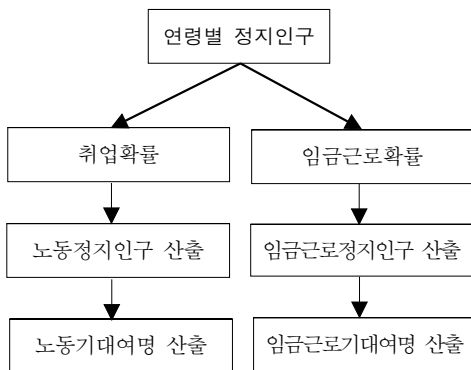 연령별 정지인구
취업확률
임금근로확률
노동정지인구 산출
임금근로정지인구 산출
노동기대여명 산출
임금근로기대여명 산출